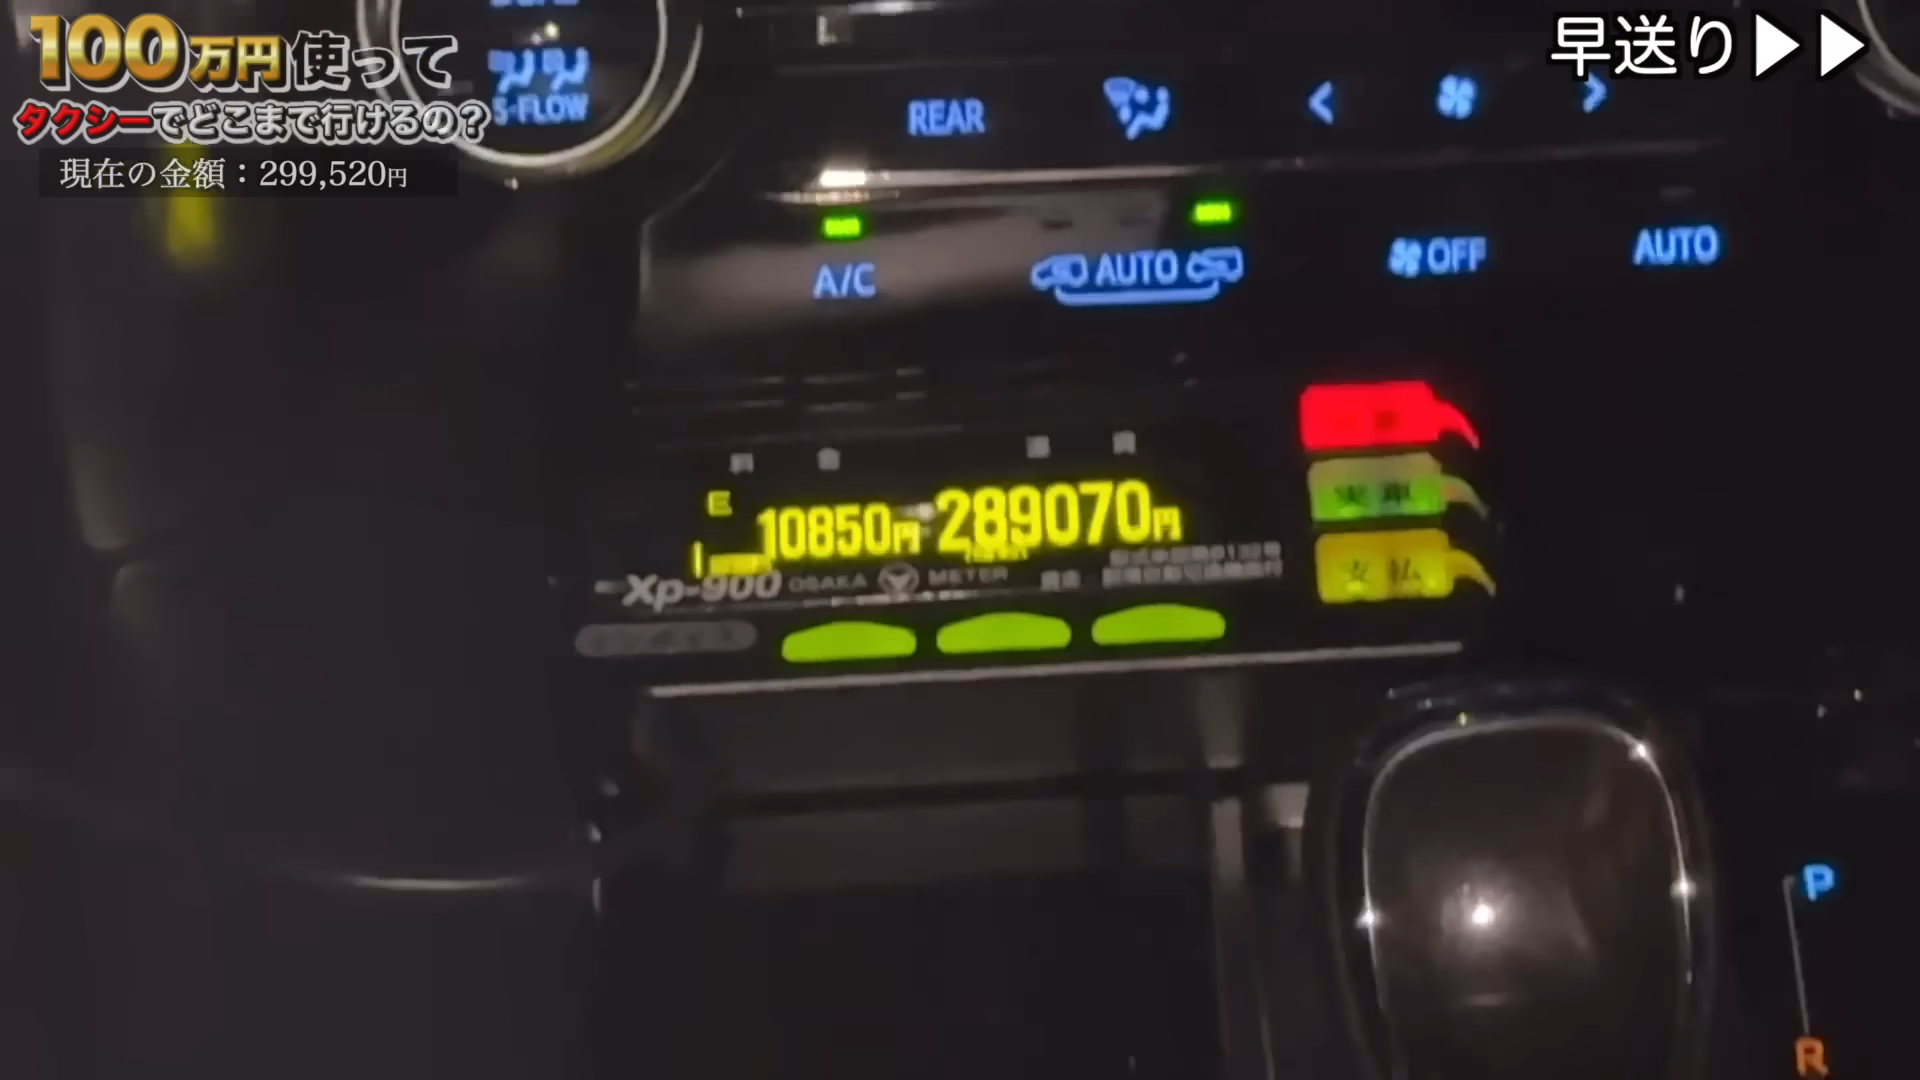 100万円使って
タクシーでどこまで行けるの？
現在の金額：299,520円
早送り▶▶
S-FLOW
REAR
A/C
AUTO
OFF
AUTO
料金
E
10850円 289070円
実車
支払
Xp-900 OSAKA METER
P
R